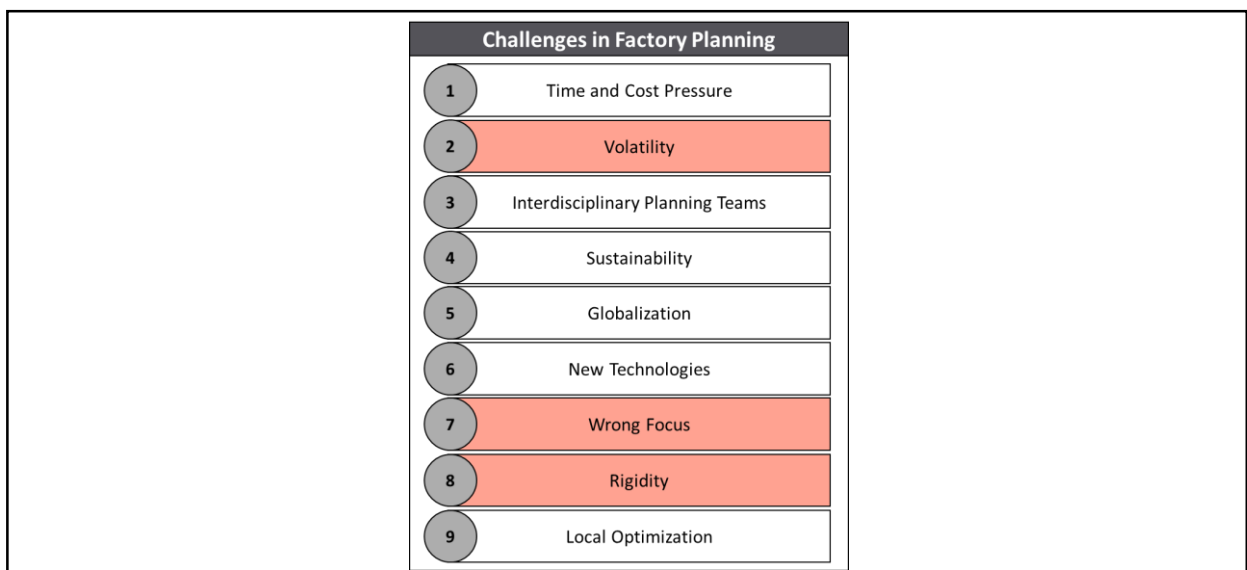 Challenges in Factory Planning
1 Time and Cost Pressure
2 Volatility
3 Interdisciplinary Planning Teams
4 Sustainability
5 Globalization
6 New Technologies
7 Wrong Focus
8 Rigidity
9 Local Optimization